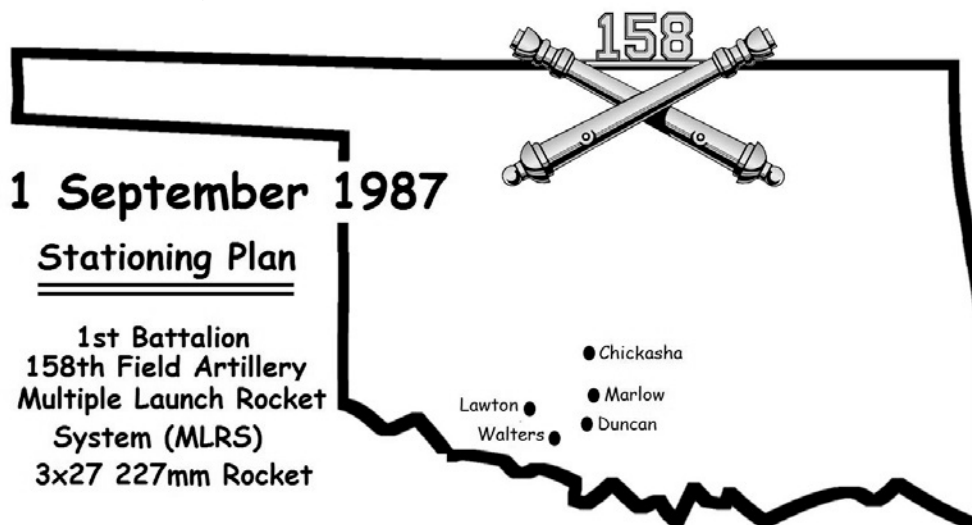 158
1 September 1987
Stationing Plan
1st Battalion
158th Field Artillery
Multiple Launch Rocket
System (MLRS)
3x27 227mm Rocket
Chickasha
Marlow
Lawton
Duncan
Walters